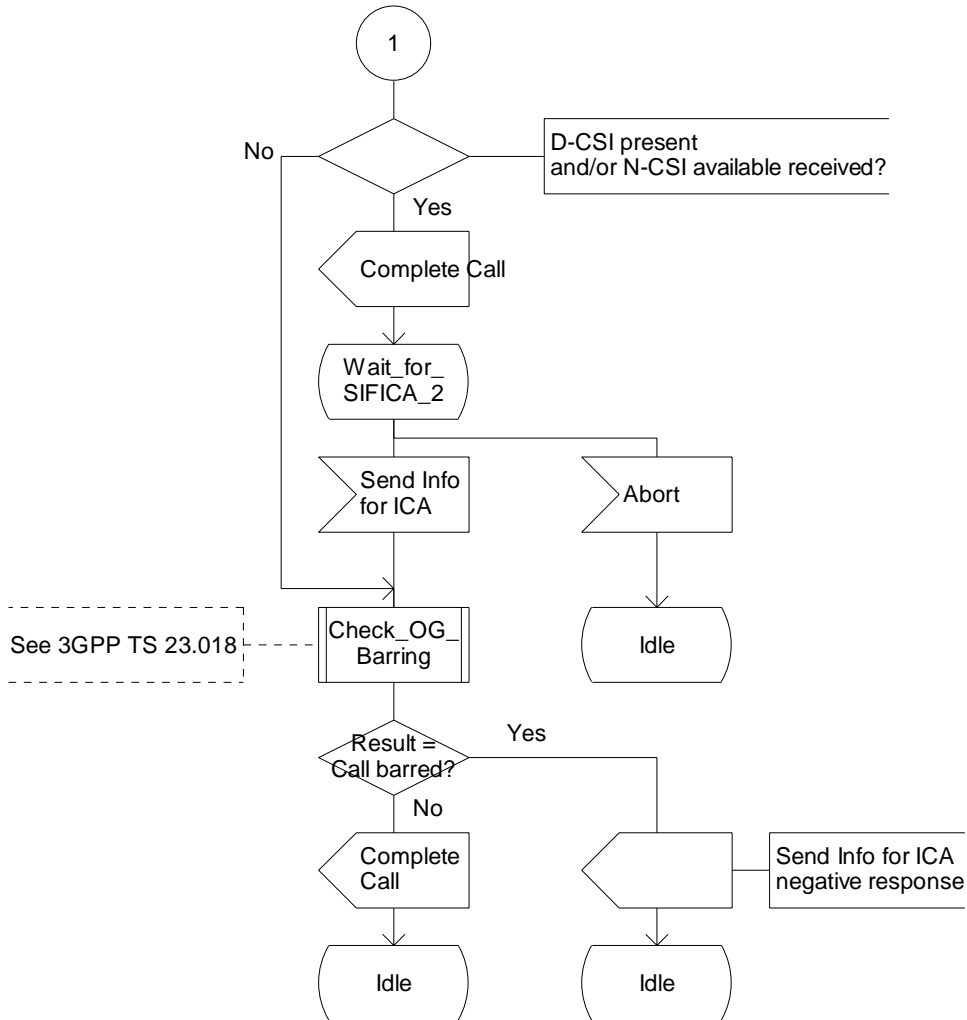 1
No
D-CSI present
and/or N-CSI available received?
Yes
Complete Call
Wait_for_
SIFICA_2
Send Info
for ICA
Abort
See 3GPP TS 23.018
Check_OG_
Barring
Idle
Result =
Call barred?
Yes
No
Complete
Call
Send Info for ICA
negative response
Idle
Idle